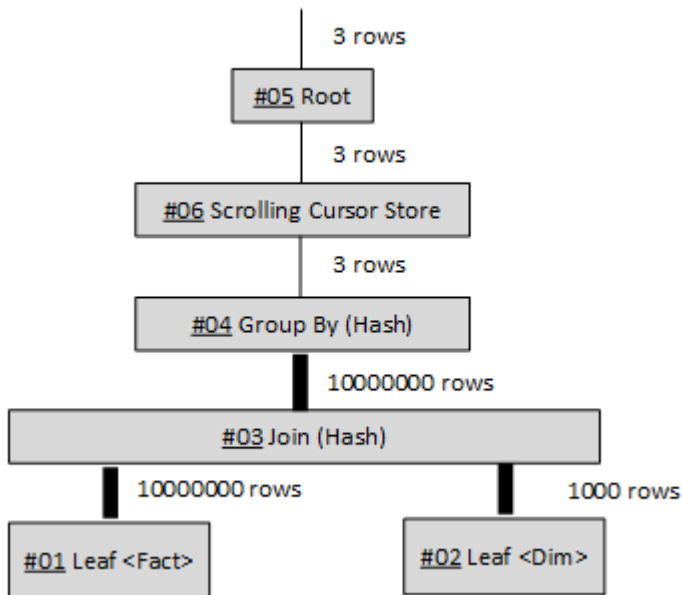 3 rows
#05 Root
3 rows
#06 Scrolling Cursor Store
3 rows
#04 Group By (Hash)
10000000 rows
#03 Join (Hash)
10000000 rows
1000 rows
#01 Leaf <Fact>
#02 Leaf <Dim>